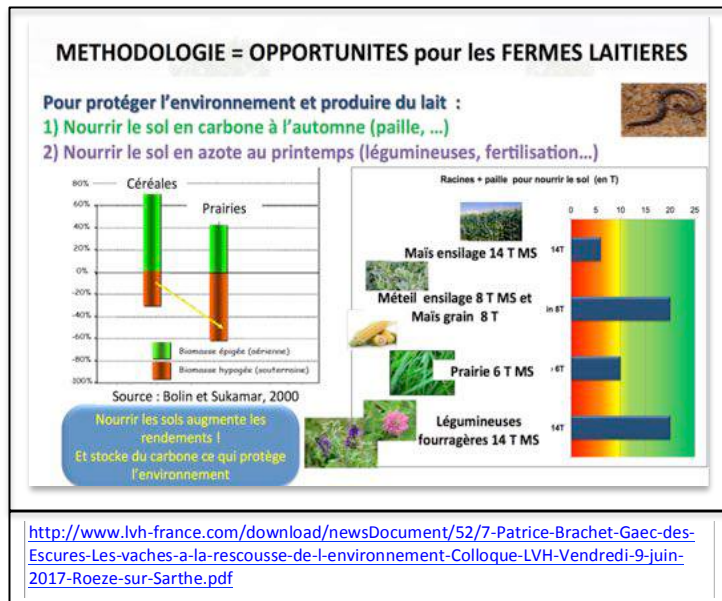 METHODOLOGIE = OPPORTUNITES pour les FERMES LAITIERES
Pour protéger l'environnement et produire du lait :
1) Nourrir le sol en carbone à l'automne (paille, ...)
2) Nourrir le sol en azote au printemps (légumineuses, fertilisation...)
80%
60%
40%
20%
0%
-20%
-40%
-60%
-80%
100%
Céréales
Prairies
Biomasse épigée (aérienne)
Biomasse hypogée (souterraine)
Source : Bolin et Sukamar, 2000
Nourrir les sols augmente les
rendements !
Et stocke du carbone ce qui protège
l'environnement
Racines + paille pour nourrir le sol (en T)
0 5 10 15 20 25
Maïs ensilage 14 T MS
14T
Méteil ensilage 8 T MS et
Maïs grain 8 T
in 8T
Prairie 6 T MS
6T
Légumineuses
fourragères 14 T MS
14T
http://www.lvh-france.com/download/newsDocument/52/7-Patrice-Brachet-Gaec-des-
Escures-Les-vaches-a-la-rescousse-de-l-environnement-Colloque-LVH-Vendredi-9-juin-
2017-Roeze-sur-Sarthe.pdf